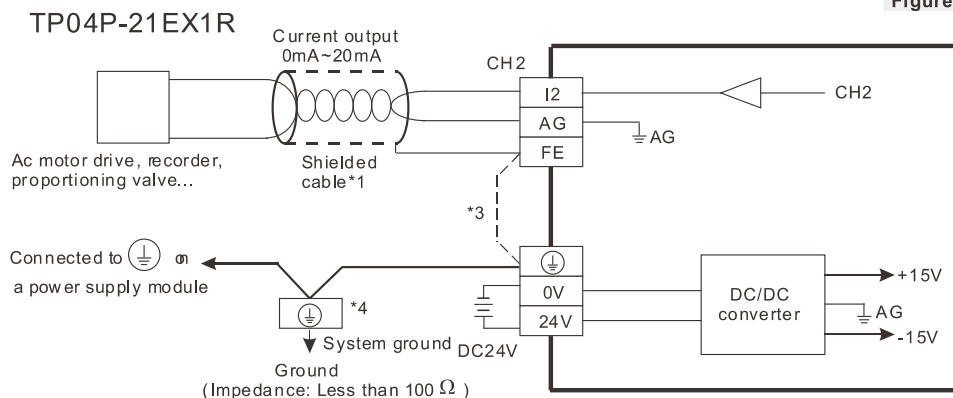 Figure
TP04P-21EX1R
Current output
0mA~20mA
CH2
I2
CH2
AG
AG
FE
Ac motor drive, recorder,
proportioning valve...
Shielded
cable*1
*3
Connected to on
a power supply module
*4
0V
24V
DC24V
DC/DC
converter
+15V
AG
-15V
System ground
Ground
(Impedance: Less than 100 Ω )